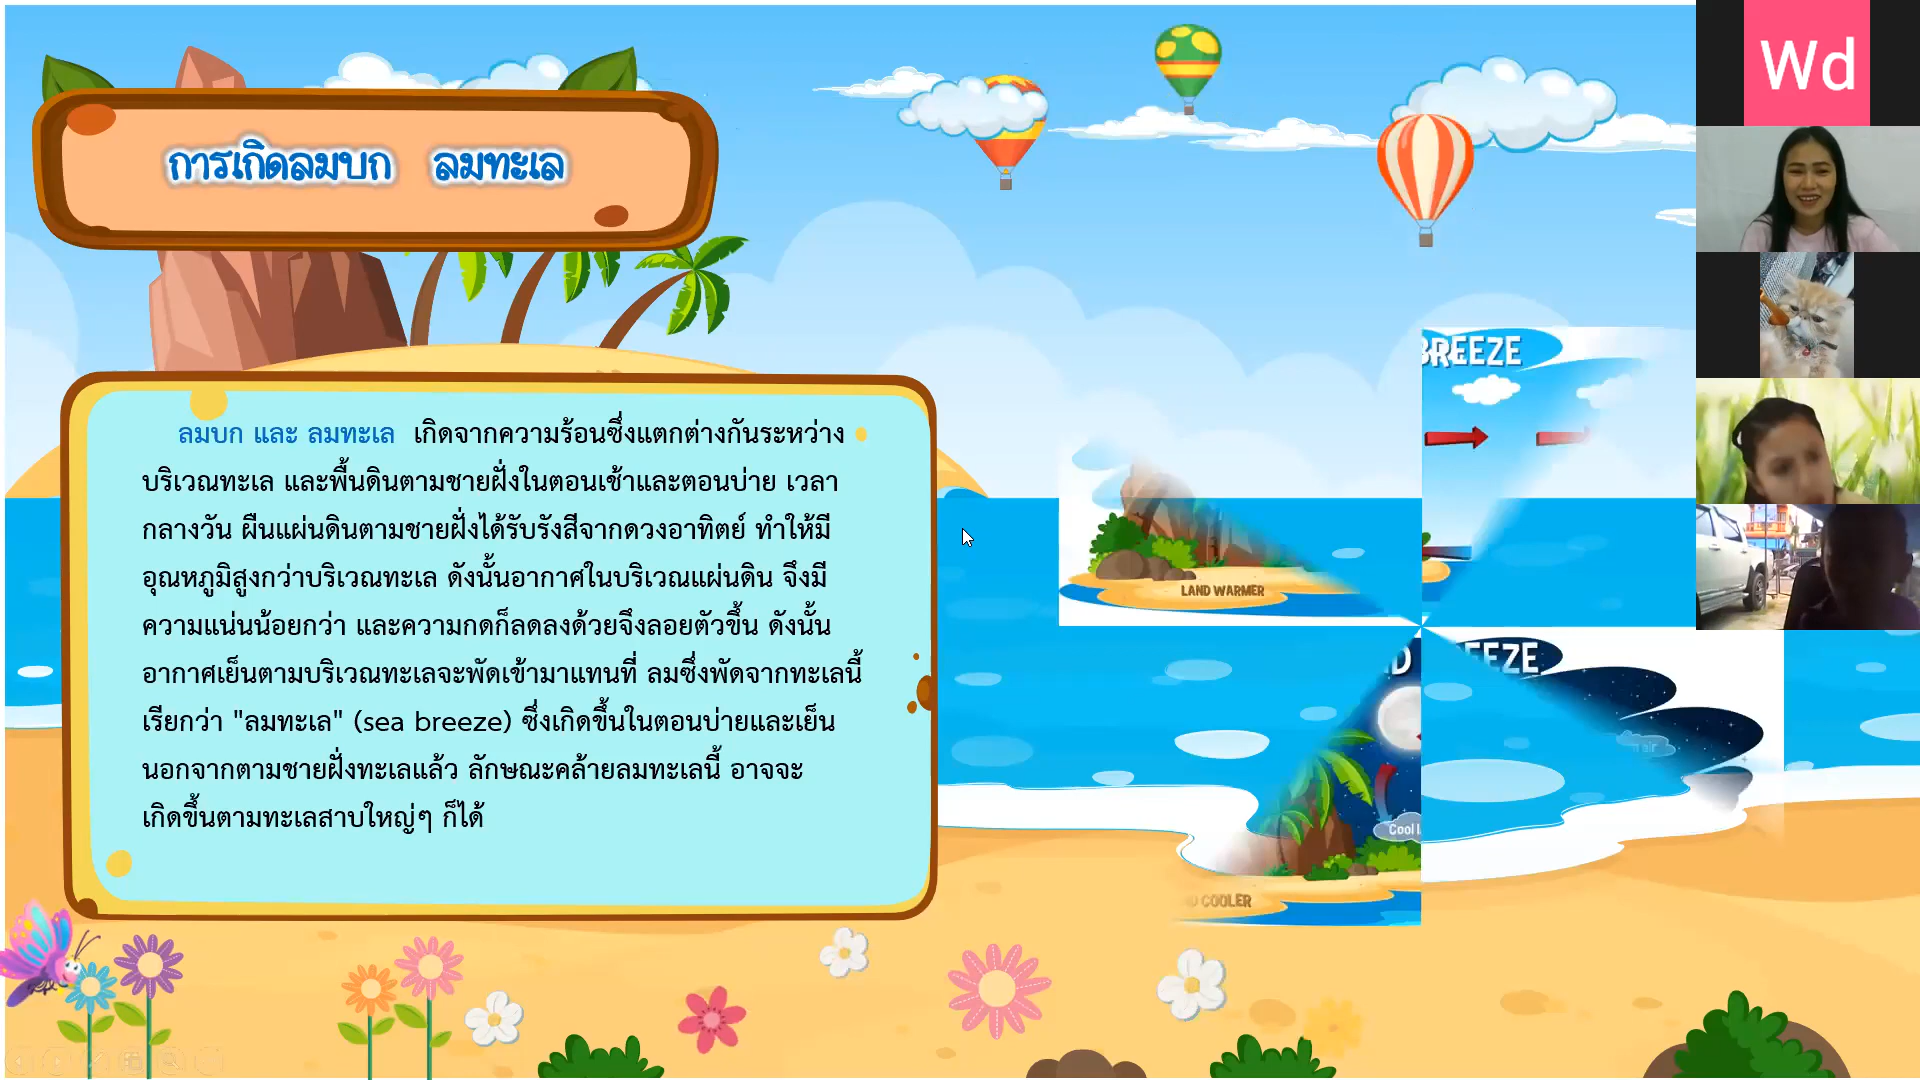 การเกิดลมบก ลมทะเล
ลมบก และ ลมทะเล เกิดจากความร้อนซึ่งแตกต่างกันระหว่าง
บริเวณทะเล และพื้นดินตามชายฝั่งในตอนเช้าและตอนบ่าย เวลา
กลางวัน ผืนแผ่นดินตามชายฝั่งได้รับรังสีจากดวงอาทิตย์ ทำให้มี
อุณหภูมิสูงกว่าบริเวณทะเล ดังนั้นอากาศในบริเวณแผ่นดิน จึงมี
ความแน่นน้อยกว่า และความกดก็ลดลงด้วยจึงลอยตัวขึ้น ดังนั้น
อากาศเย็นตามบริเวณทะเลจะพัดเข้ามาแทนที่ ลมซึ่งพัดจากทะเลนี้
เรียกว่า "ลมทะเล" (sea breeze) ซึ่งเกิดขึ้นในตอนบ่ายและเย็น
นอกจากตามชายฝั่งทะเลแล้ว ลักษณะคล้ายลมทะเลนี้ อาจจะ
เกิดขึ้นตามทะเลสาบใหญ่ๆ ก็ได้
BREEZE
LAND WARMER
EEZE
Cool
COOLER
Wd